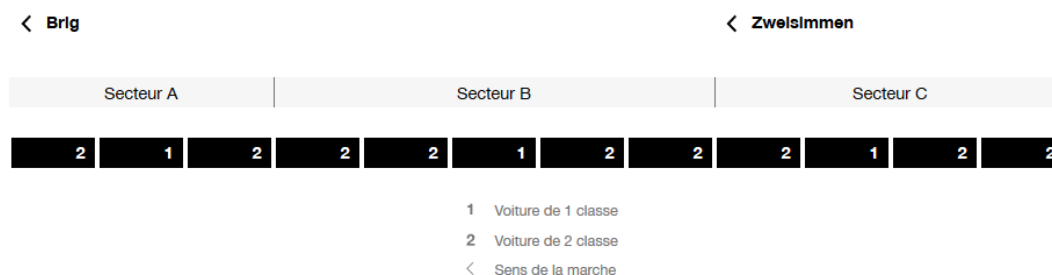 < Brig < Zweisimmen
Secteur A Secteur B Secteur C
2 1 2 2 2 1 2 2 2 1 2 2
1 Voiture de 1 classe
2 Voiture de 2 classe
< Sens de la marche